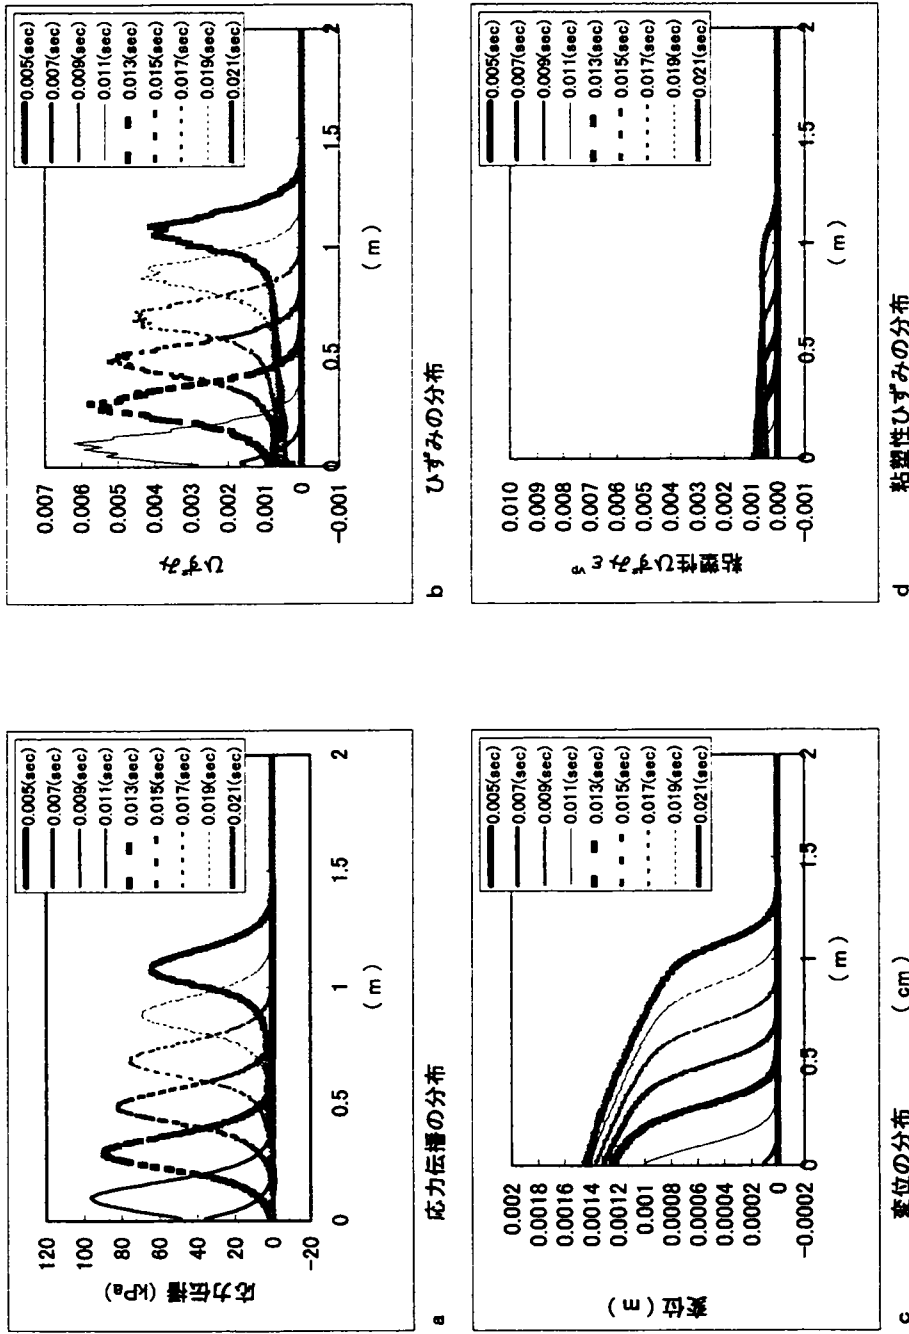 120
100
80
60
40
20
0
-20
応力伝播 (kPa)
0
0.5
1
1.5
2
(m)
0.005(sec)
0.007(sec)
0.009(sec)
0.011(sec)
0.013(sec)
0.015(sec)
0.017(sec)
0.019(sec)
0.021(sec)
a 応力伝播の分布
0.007
0.006
0.005
0.004
0.003
0.002
0.001
0
-0.001
ひずみ
0
0.5
1
1.5
2
(m)
0.005(sec)
0.007(sec)
0.009(sec)
0.011(sec)
0.013(sec)
0.015(sec)
0.017(sec)
0.019(sec)
0.021(sec)
b ひずみの分布
0.002
0.0018
0.0016
0.0014
0.0012
0.001
0.0008
0.0006
0.0004
0.0002
0
-0.0002
変位 (m)
0
0.5
1
1.5
2
(m)
0.005(sec)
0.007(sec)
0.009(sec)
0.011(sec)
0.013(sec)
0.015(sec)
0.017(sec)
0.019(sec)
0.021(sec)
c 変位の分布 (cm)
0.010
0.009
0.008
0.007
0.006
0.005
0.004
0.003
0.002
0.001
0.000
-0.001
粘塑性ひずみ ε vp
0
0.5
1
1.5
2
(m)
0.005(sec)
0.007(sec)
0.009(sec)
0.011(sec)
0.013(sec)
0.015(sec)
0.017(sec)
0.019(sec)
0.021(sec)
d 粘塑性ひずみの分布